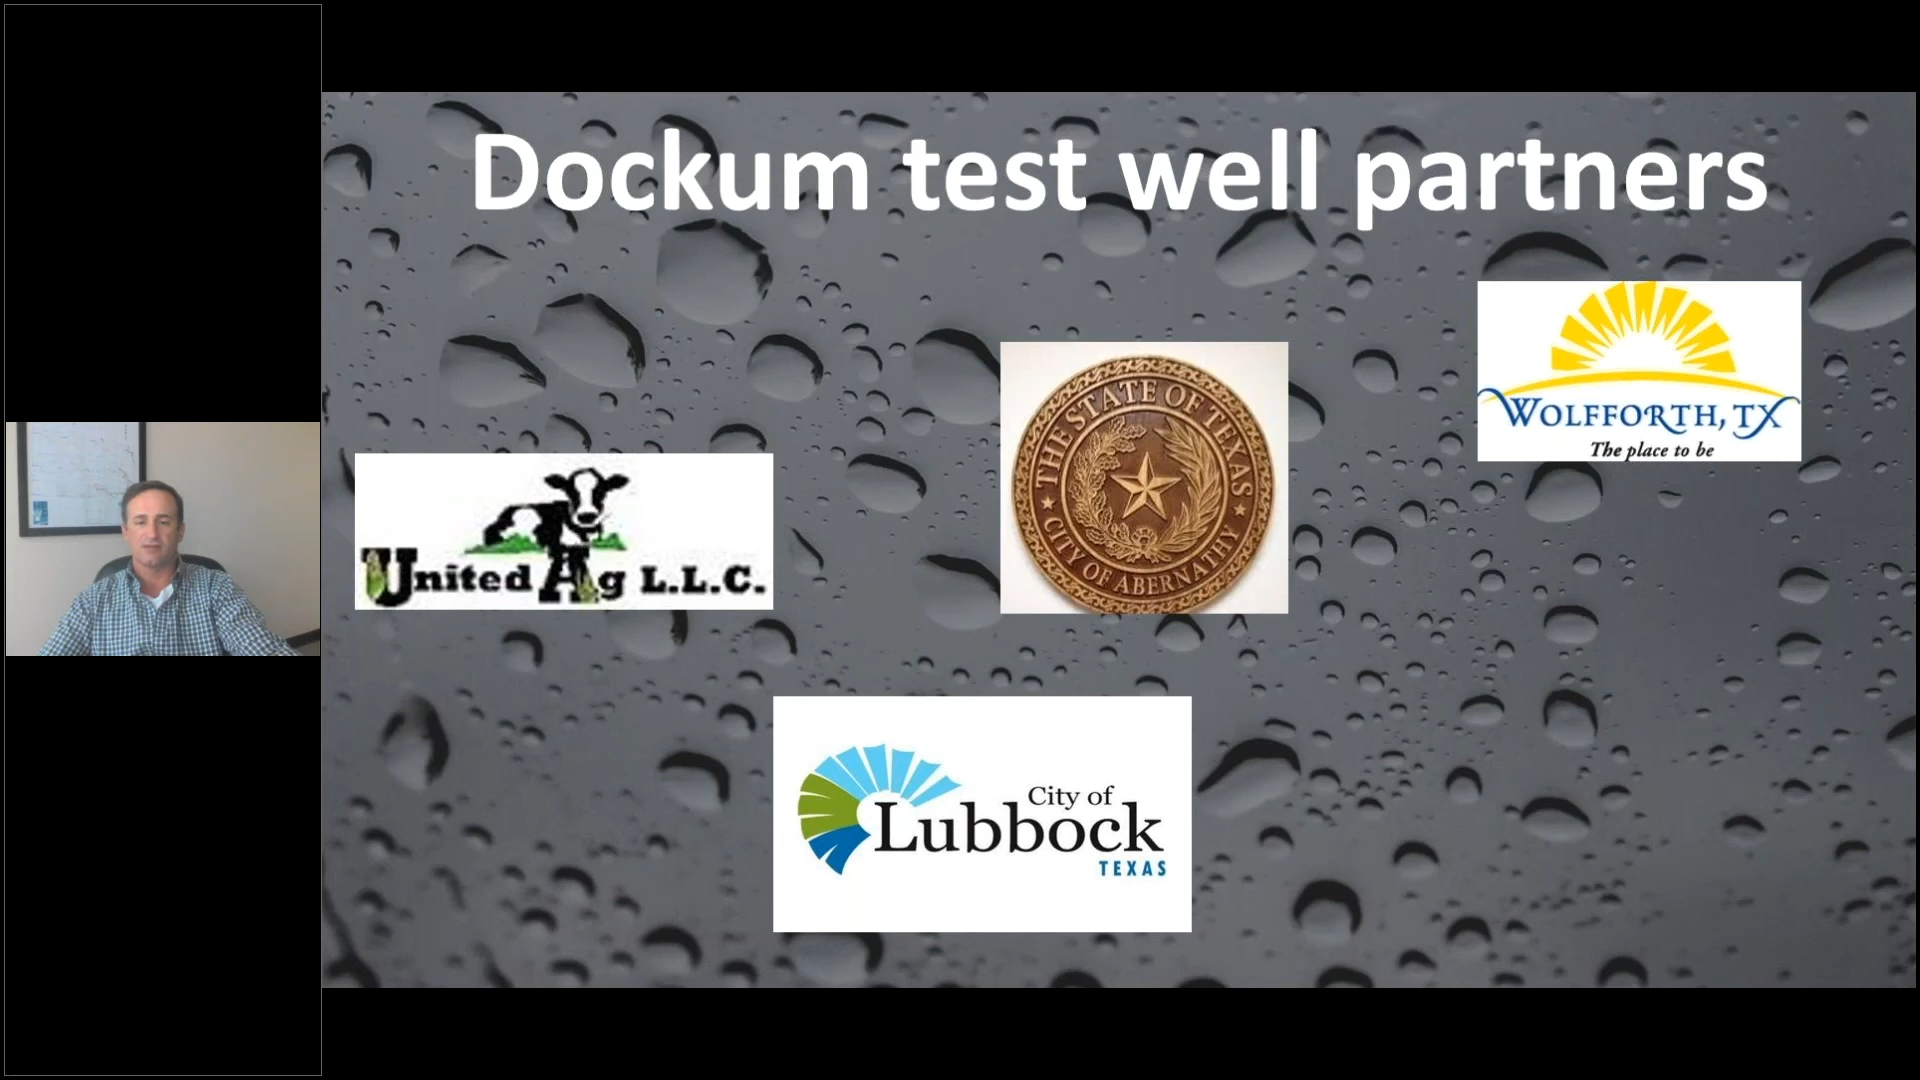 Dockum test well partners
United Ag L.L.C.
THE STATE OF TEXAS
CITY OF ABERNATHY
WOLFFORTH, TX
The place to be
City of
Lubbock
TEXAS